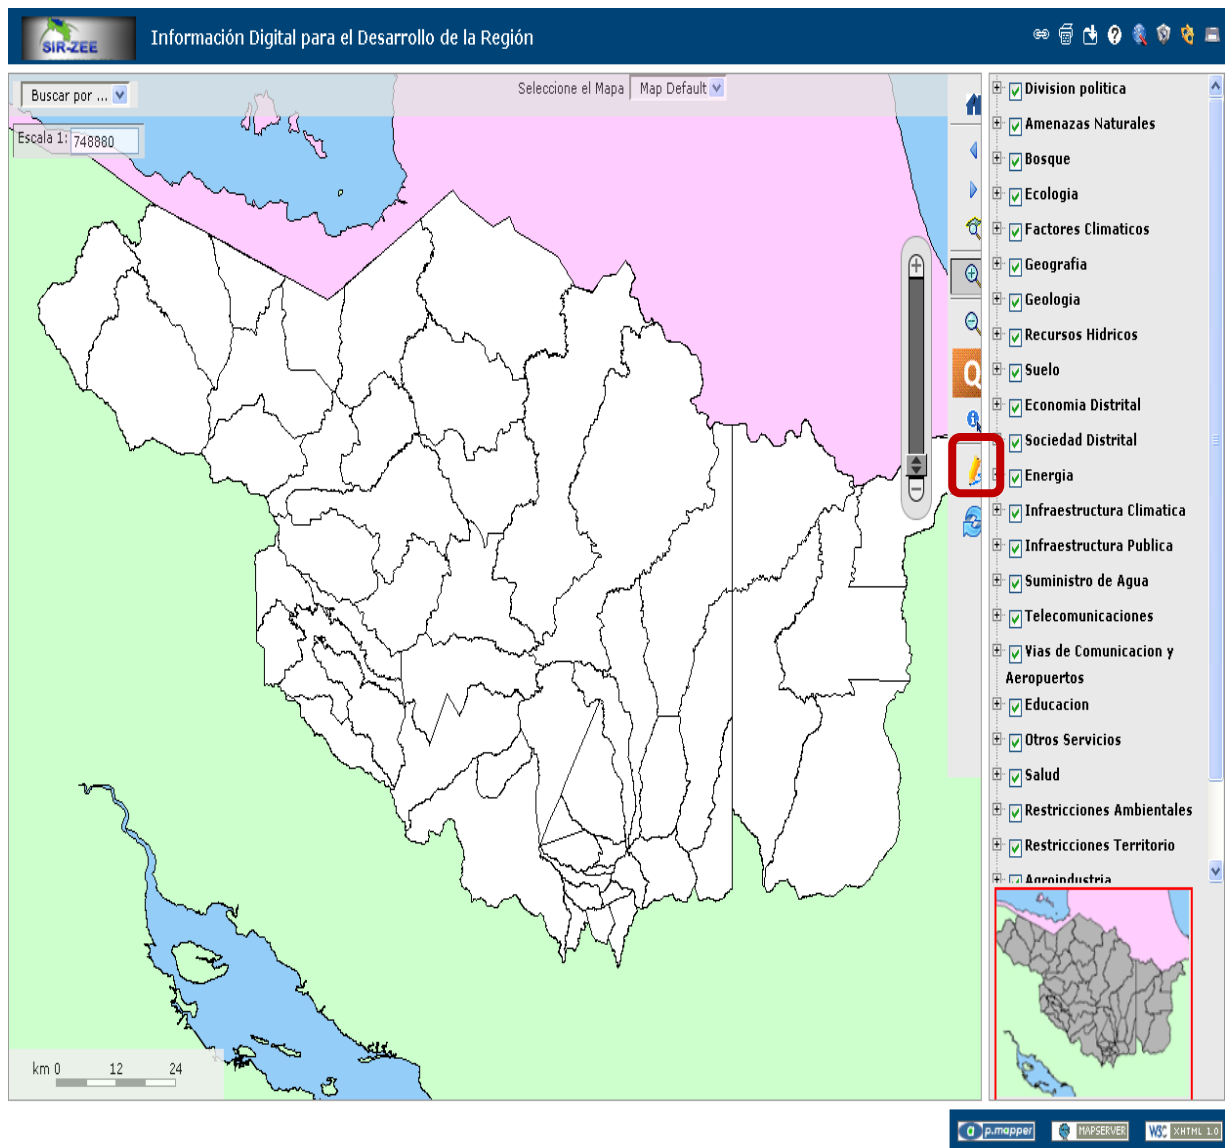 SIR-ZEE
Información Digital para el Desarrollo de la Región
Buscar por ...
Seleccione el Mapa
Map Default
Escala 1:
748880
Division politica
Amenazas Naturales
Bosque
Ecologia
Factores Climaticos
Geografia
Geologia
Recursos Hidricos
Suelo
Economia Distrital
Sociedad Distrital
Energia
Infraestructura Climatica
Infraestructura Publica
Suministro de Agua
Telecomunicaciones
Vias de Comunicacion y
Aeropuertos
Educacion
Otros Servicios
Salud
Restricciones Ambientales
Restricciones Territorio
Agroindustria
Q
km 0 12 24
p.mapper
MAPSERVER
W3C XHTML 1.0